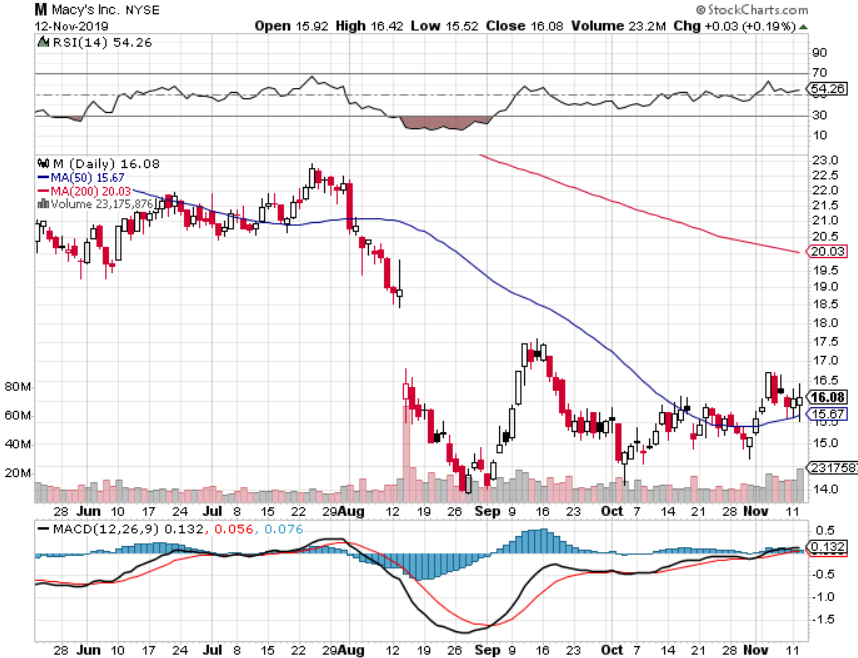 M Macy's Inc. NYSE
© StockCharts.com
12-Nov-2019
Open 15.92 High 16.42 Low 15.52 Close 16.08 Volume 23.2M Chg +0.03 (+0.19%)
RSI(14) 54.26
90
70
54.26
30
10
M (Daily) 16.08
MA(50) 15.67
MA(200) 20.03
Volume 23,175,876
23.0
22.5
22.0
21.5
21.0
20.5
20.03
19.5
19.0
18.5
18.0
17.5
17.0
16.5
16.08
15.67
15.0
14.0
80M
60M
40M
20M
231758
28 Jun 10 17 24 Jul 8 15 22 29 Aug 12 19 26 Sep 9 16 23 Oct 7 14 21 28 Nov 11
MACD(12,26,9) 0.132, 0.056, 0.076
0.5
0.132
-0.5
-1.0
-1.5
28 Jun 10 17 24 Jul 8 15 22 29 Aug 12 19 26 Sep 9 16 23 Oct 7 14 21 28 Nov 11